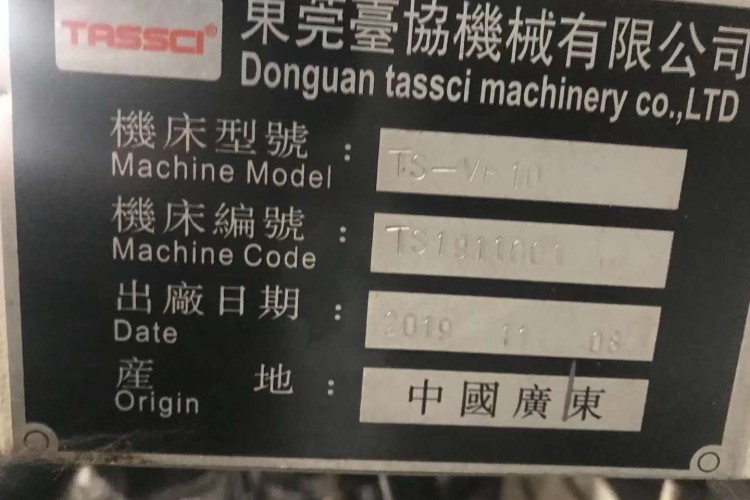 TASSCI®
東莞臺協機械有限公司
Donguan tassci machinery co.,LTD
機床型號：
Machine Model
機床編號：TS1911001
Machine Code
出廠日期：2019 11 08
Date
産地：中國廣東
Origin